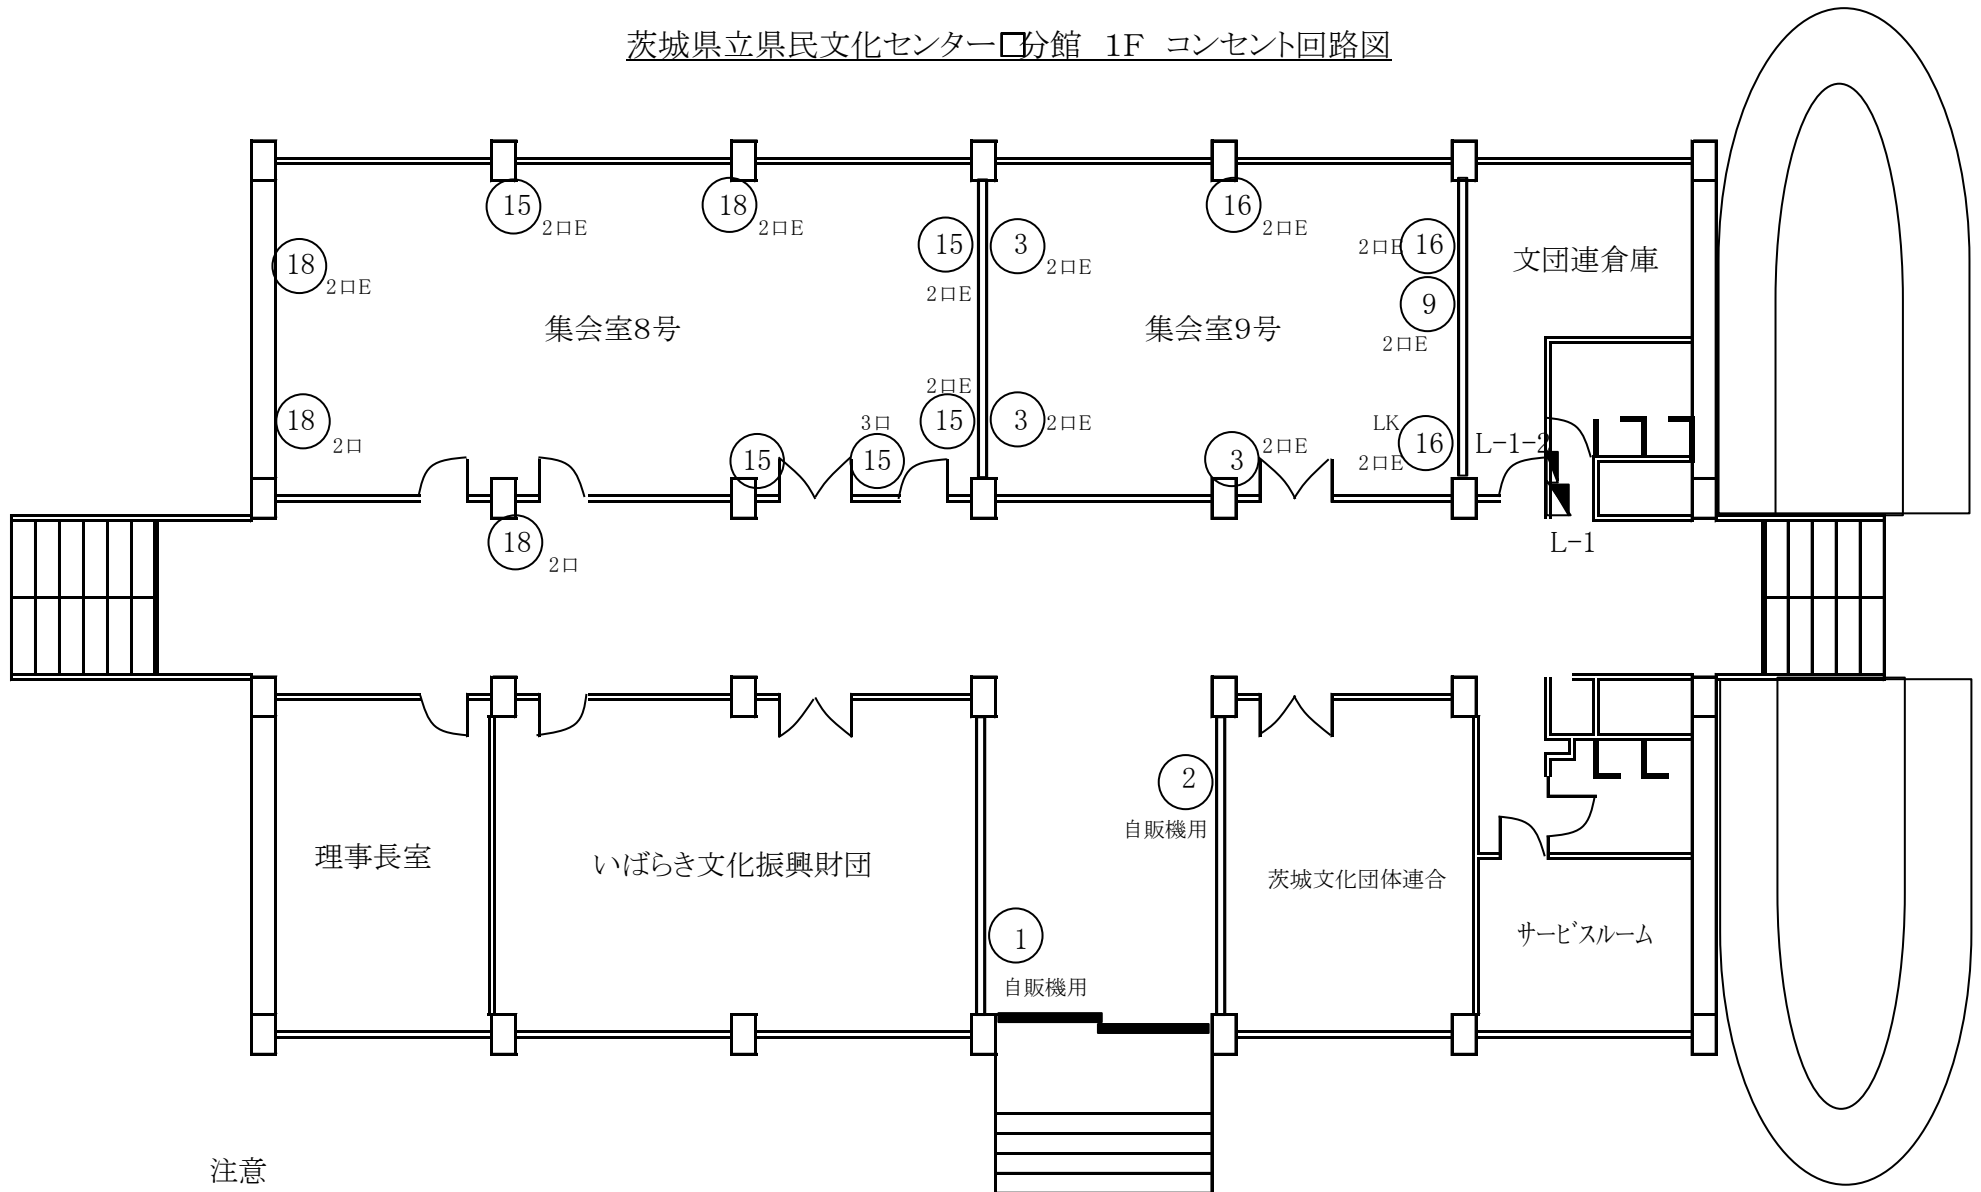 茨城県立県民文化センター□分館 1F コンセント回路図
15
2口E
18
2口E
16
2口E
18
2口E
15
2口E
3
2口E
2口E
16
9
2口E
文団連倉庫
集会室8号
集会室9号
18
2口
15
3口
15
2口E
15
3
2口E
3
2口E
LK
16
2口E
L-1-2
18
2口
L-1
2
自販機用
理事長室
いばらき文化振興財団
茨城文化団体連合
1
自販機用
サービスルーム
注意